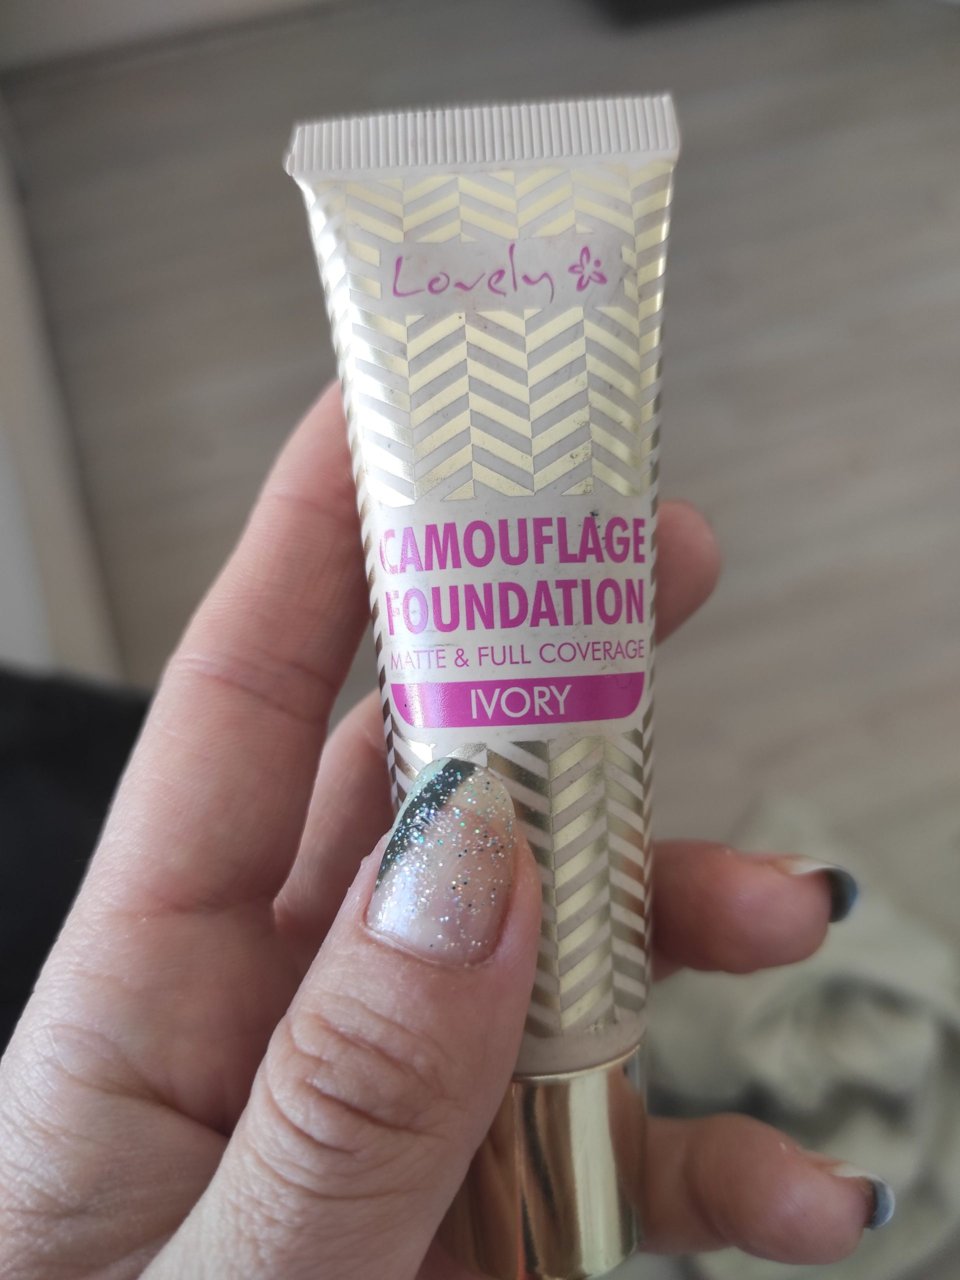 Lovely
CAMOUFLAGE
FOUNDATION
MATTE & FULL COVERAGE
IVORY